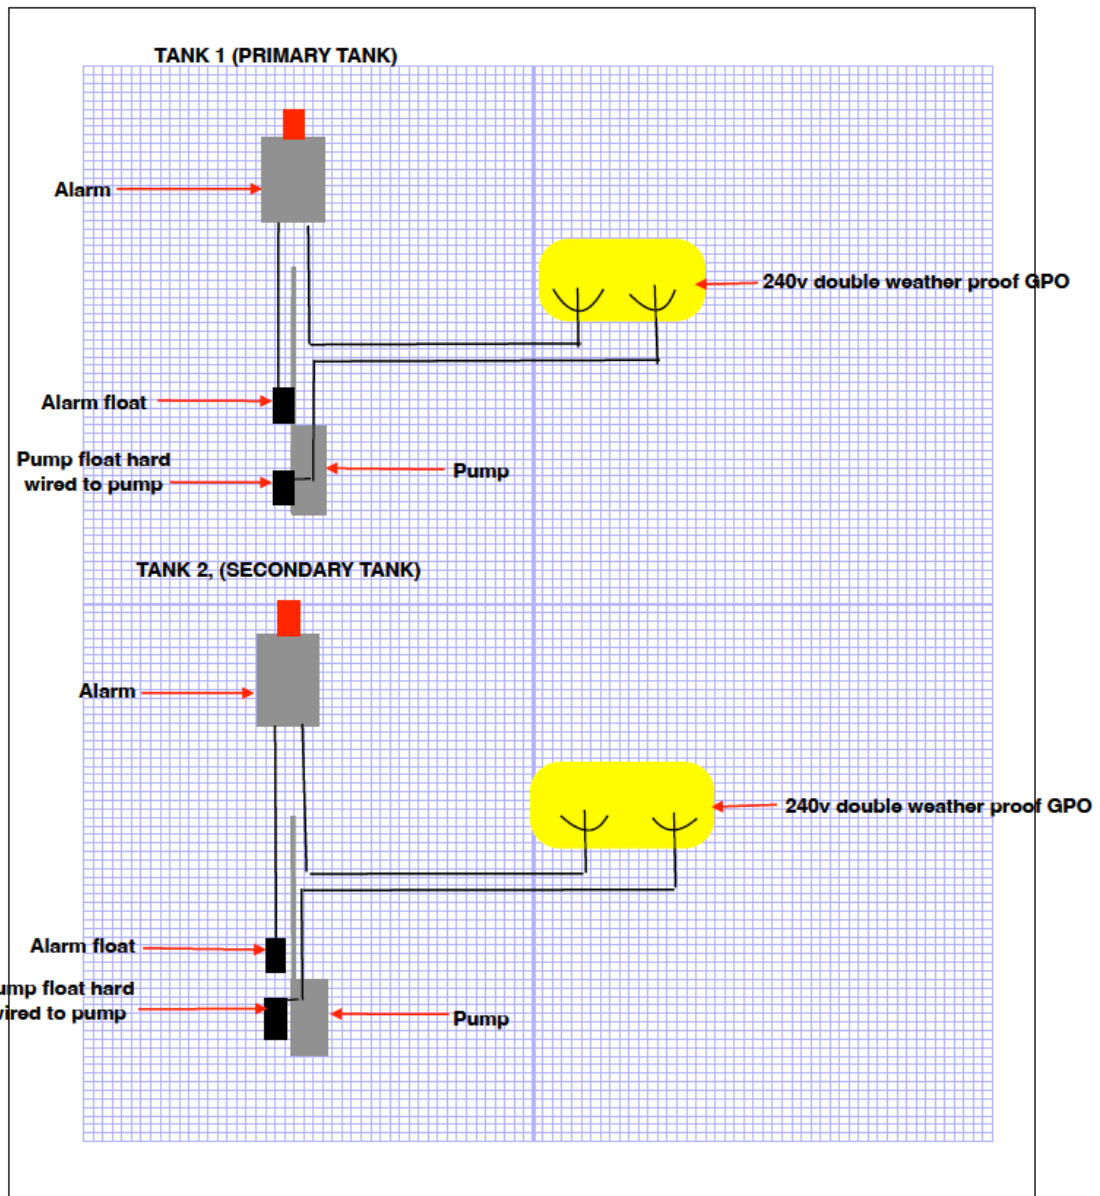 TANK 1 (PRIMARY TANK)
Alarm
240v double weather proof GPO
Alarm float
Pump float hard
wired to pump
Pump
TANK 2, (SECONDARY TANK)
Alarm
240v double weather proof GPO
Alarm float
ump float hard
wired to pump
Pump